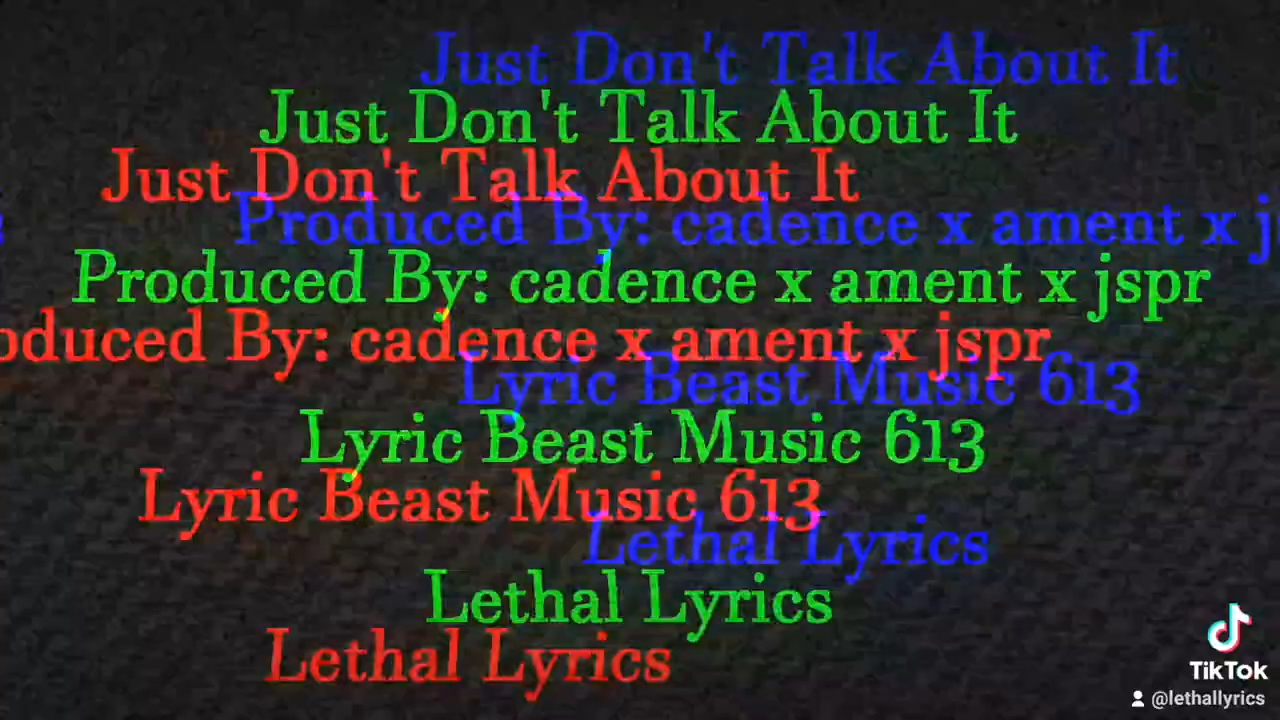 Just Don't Talk About It
Just Don't Talk About It
Just Don't Talk About It
Produced By: cadence x ament x j
Produced By: cadence x ament x jspr
oduced By: cadence x ament x jspr
Lyric Beast Music 613
Lyric Beast Music 613
Lyric Beast Music 613
Lethal Lyrics
Lethal Lyrics
Lethal Lyrics
TikTok
@lethallyrics